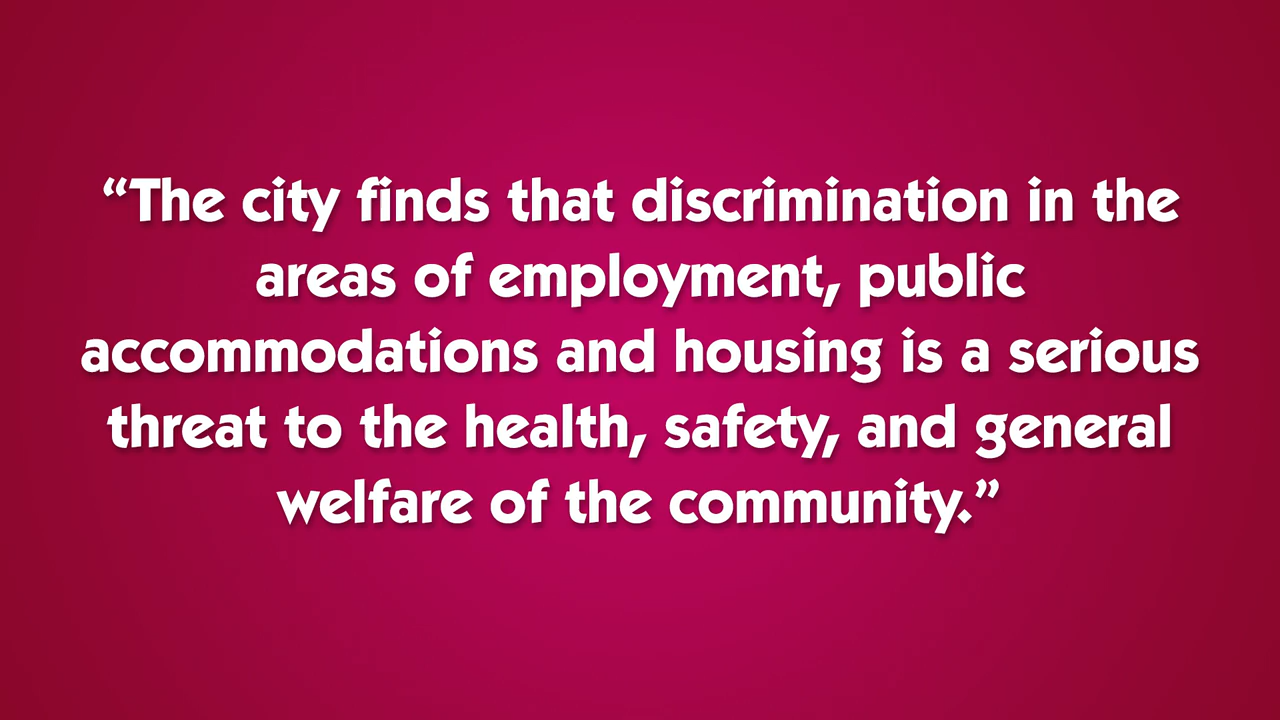 “The city finds that discrimination in the
areas of employment, public
accommodations and housing is a serious
threat to the health, safety, and general
welfare of the community.”